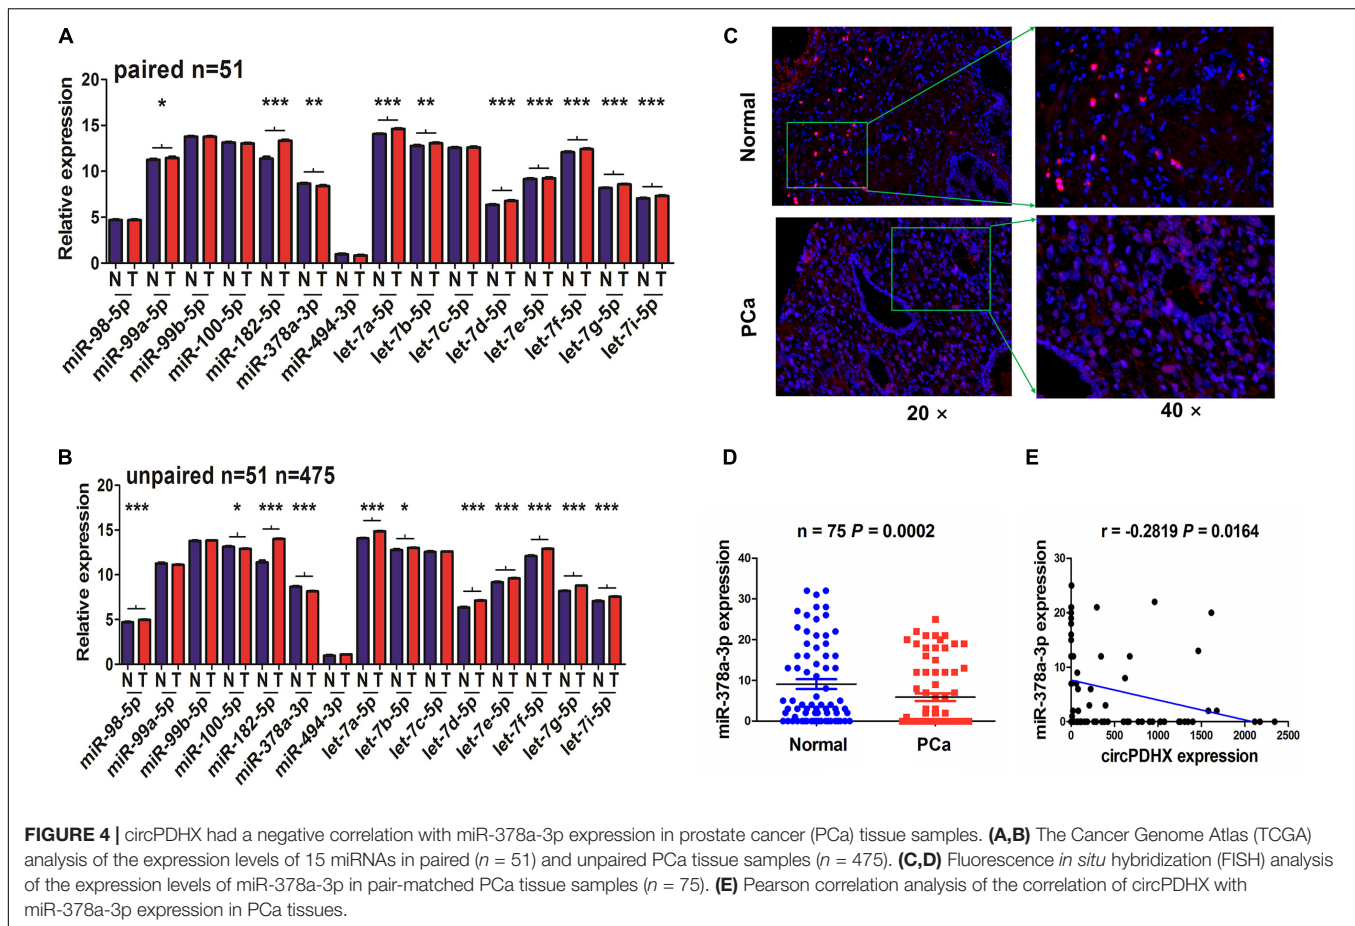 A
paired n=51
Relative expression
20
15
10
5
0
* *** ** *** ** *** *** *** *** ***
N T N T N T N T N T N T N T N T N T N T N T N T N T N T N T
miR-98-5p
miR-99a-5p
miR-99b-5p
miR-100-5p
miR-182-5p
miR-378a-3p
miR-494-3p
let-7a-5p
let-7b-5p
let-7c-5p
let-7d-5p
let-7e-5p
let-7f-5p
let-7g-5p
let-7i-5p
B
unpaired n=51 n=475
Relative expression
20
15
10
5
0
*** * *** *** *** * *** *** *** *** ***
N T N T N T N T N T N T N T N T N T N T N T N T N T N T N T
miR-98-5p
miR-99a-5p
miR-99b-5p
miR-100-5p
miR-182-5p
miR-378a-3p
miR-494-3p
let-7a-5p
let-7b-5p
let-7c-5p
let-7d-5p
let-7e-5p
let-7f-5p
let-7g-5p
let-7i-5p
C
Normal
PCa
20 ×
40 ×
D
n = 75 P = 0.0002
miR-378a-3p expression
40
30
20
10
0
Normal PCa
E
r = -0.2819 P = 0.0164
miR-378a-3p expression
30
20
10
0
0 500 1000 1500 2000 2500
circPDHX expression
FIGURE 4 | circPDHX had a negative correlation with miR-378a-3p expression in prostate cancer (PCa) tissue samples. (A,B) The Cancer Genome Atlas (TCGA)
analysis of the expression levels of 15 miRNAs in paired (n = 51) and unpaired PCa tissue samples (n = 475). (C,D) Fluorescence in situ hybridization (FISH) analysis
of the expression levels of miR-378a-3p in pair-matched PCa tissue samples (n = 75). (E) Pearson correlation analysis of the correlation of circPDHX with
miR-378a-3p expression in PCa tissues.